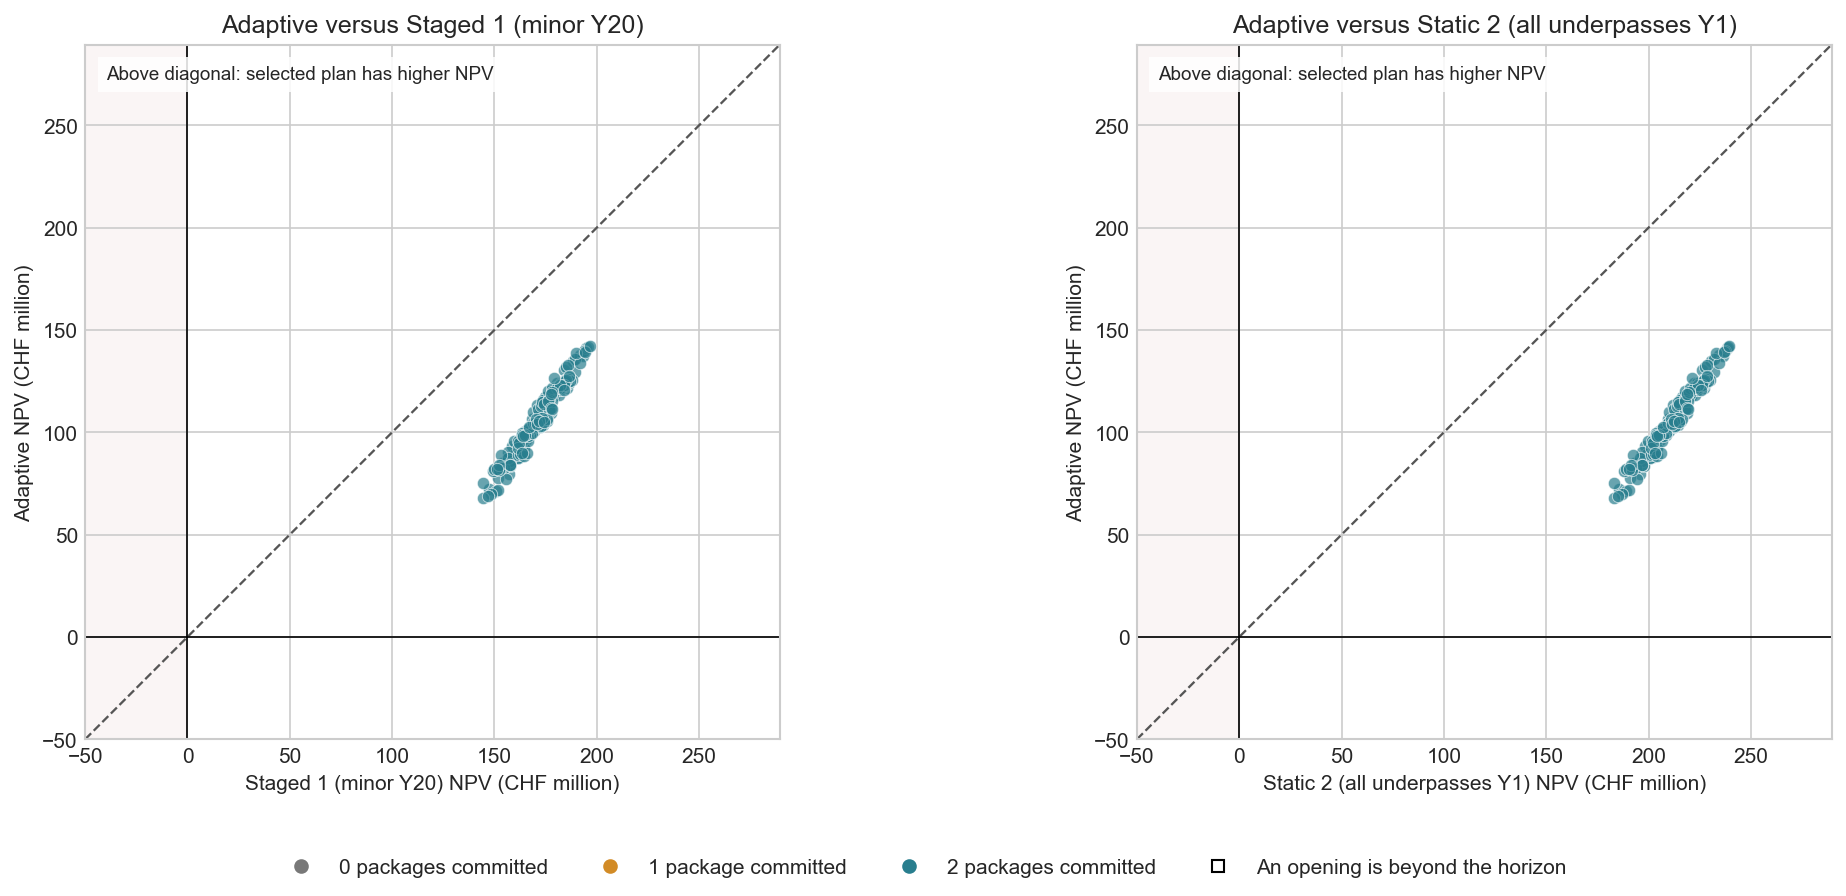 Adaptive versus Staged 1 (minor Y20)
Above diagonal: selected plan has higher NPV
Adaptive NPV (CHF million)
250
200
150
100
50
0
−50
−50 0 50 100 150 200 250
Staged 1 (minor Y20) NPV (CHF million)
Adaptive versus Static 2 (all underpasses Y1)
Above diagonal: selected plan has higher NPV
Adaptive NPV (CHF million)
250
200
150
100
50
0
−50
−50 0 50 100 150 200 250
Static 2 (all underpasses Y1) NPV (CHF million)
0 packages committed 1 package committed 2 packages committed An opening is beyond the horizon